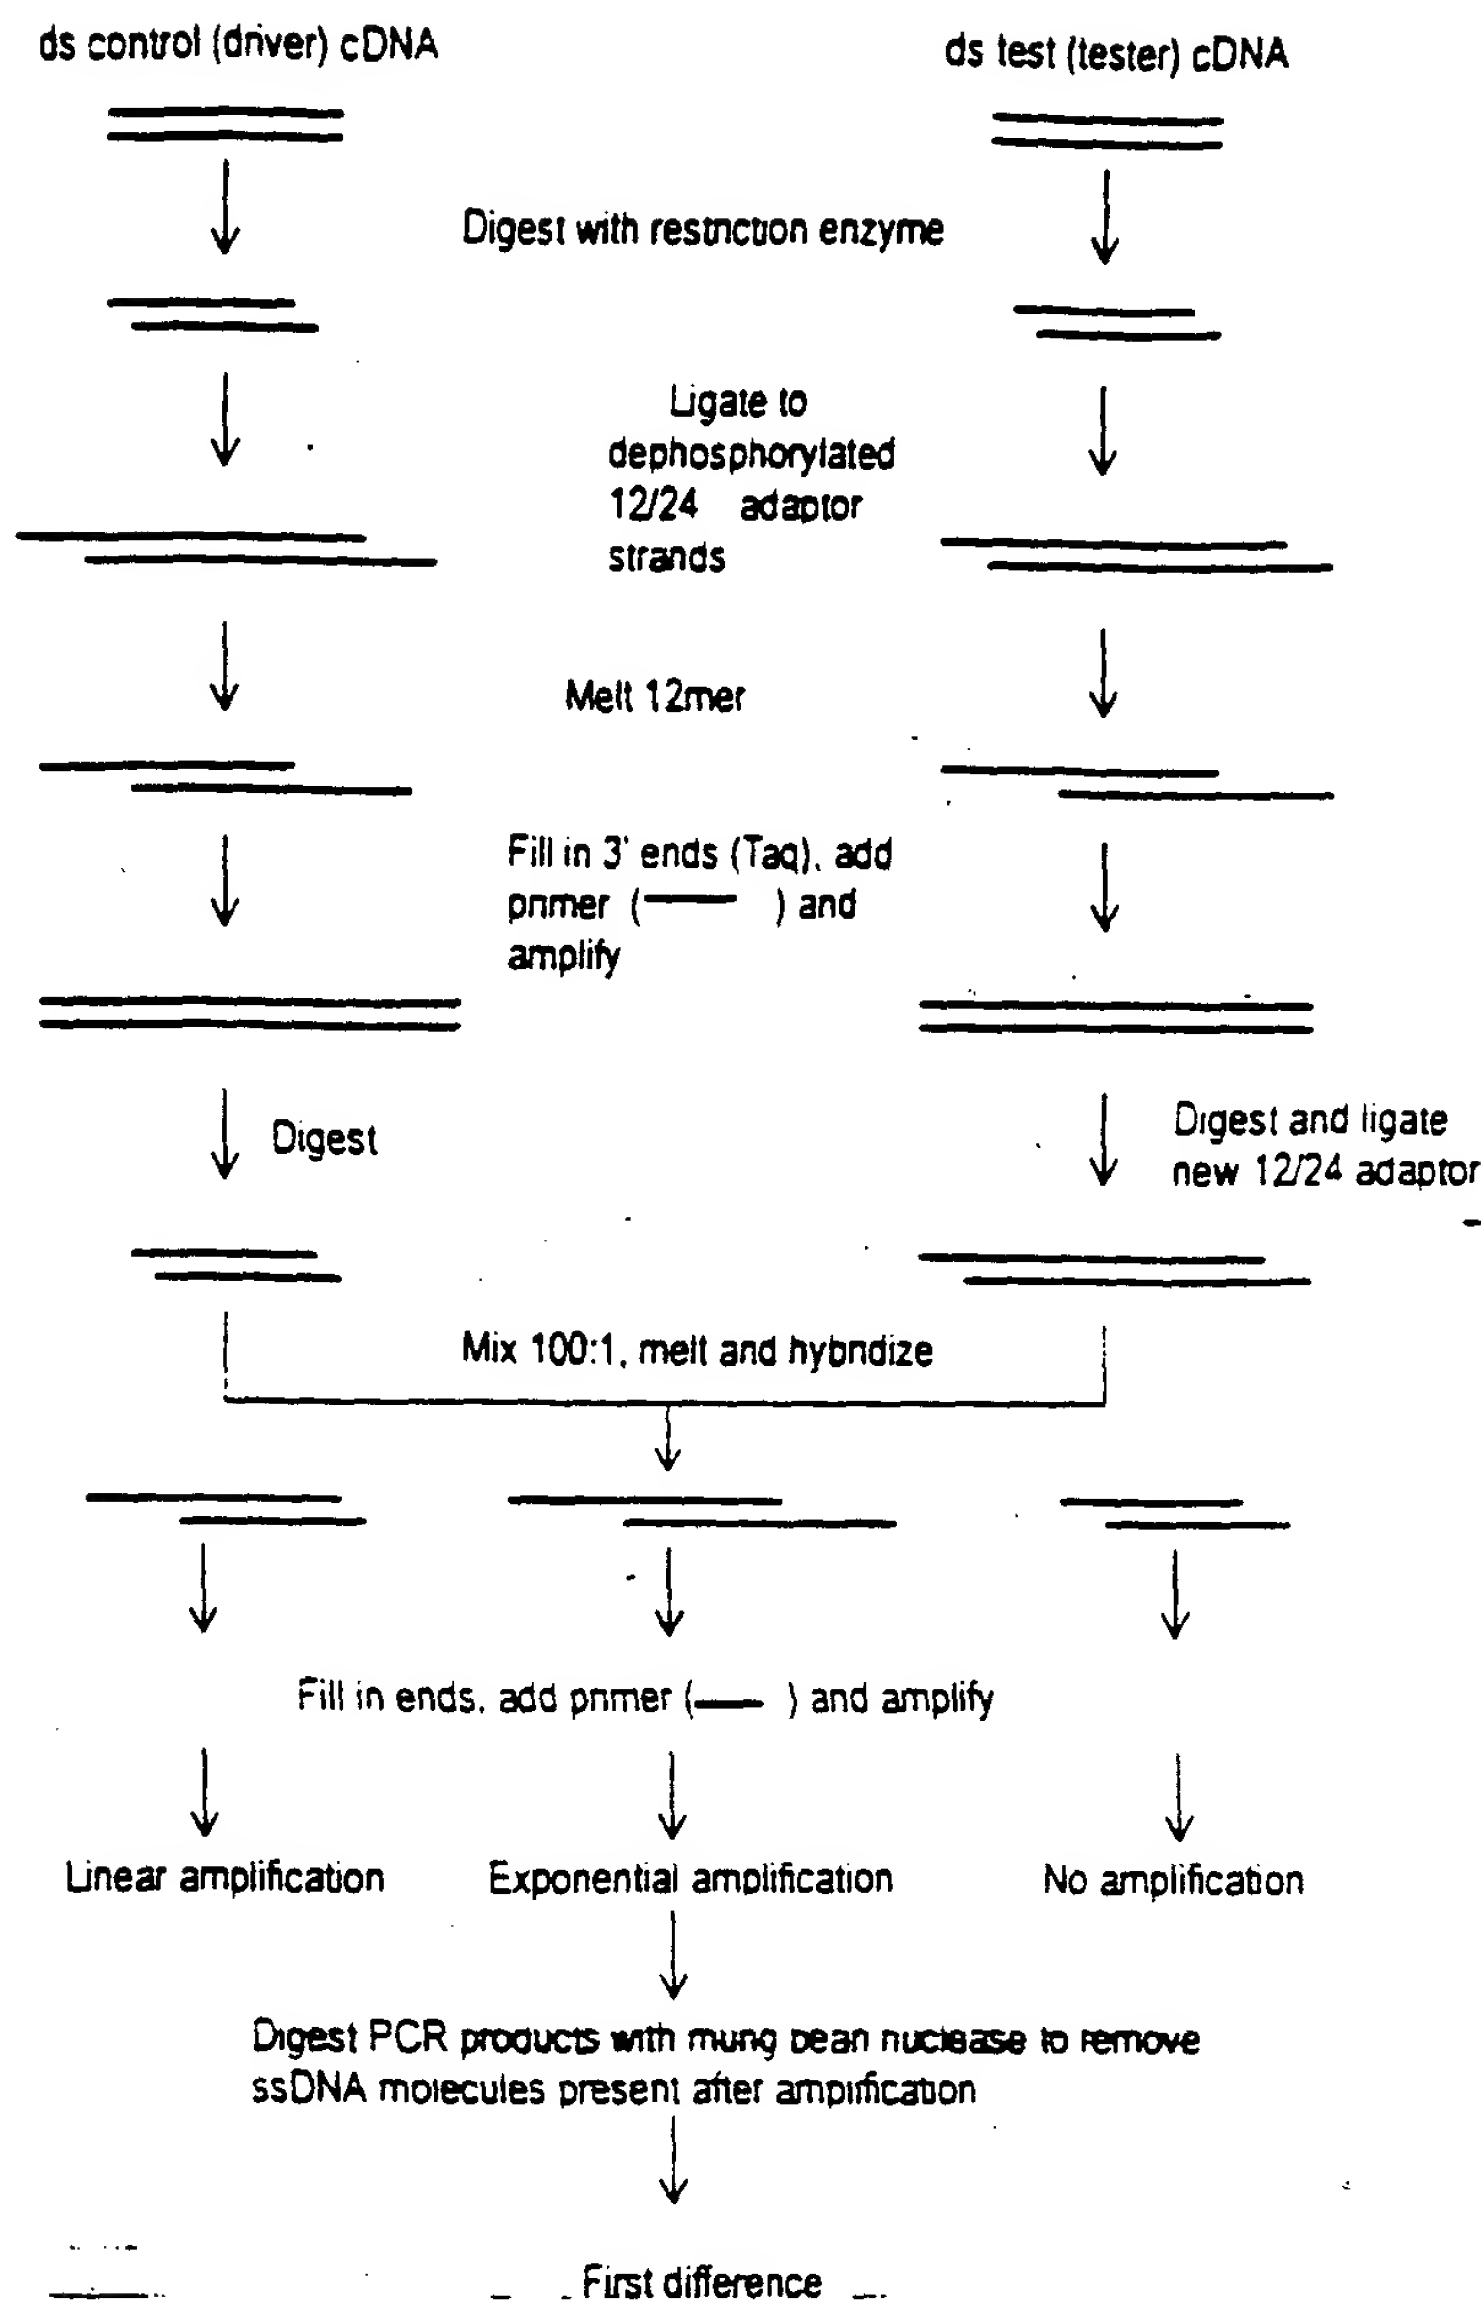 ds control (driver) cDNA
ds test (tester) cDNA
Digest with restriction enzyme
Ligate to
dephosphorylated
12/24 adaptor
strands
Melt 12mer
Fill in 3' ends (Taq), add
primer ( ) and
amplify
Digest
Digest and ligate
new 12/24 adaptor
Mix 100:1, melt and hybridize
Fill in ends, add primer ( ) and amplify
Linear amplification
Exponential amplification
No amplification
Digest PCR products with mung bean nuclease to remove
ssDNA molecules present after amplification
First difference